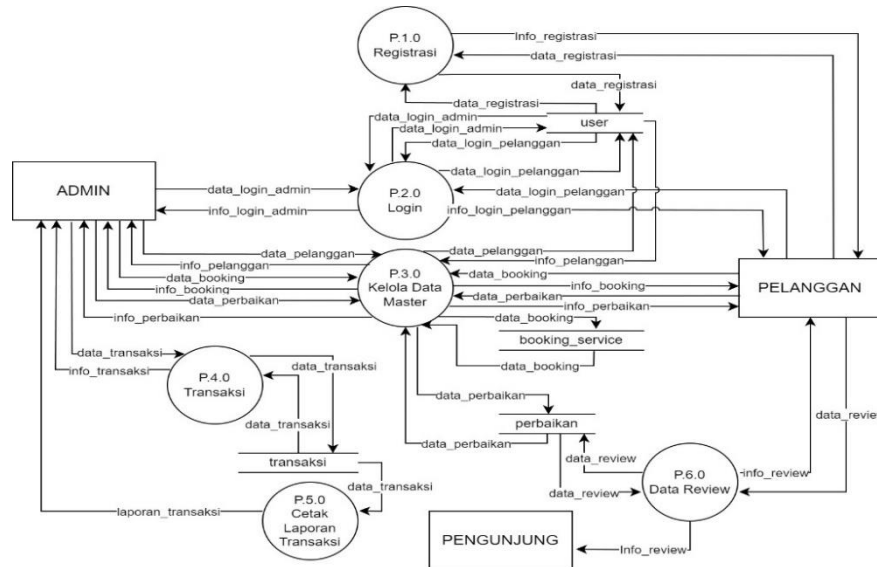 P.1.0
Registrasi
Info_registrasi
data_registrasi
data_registrasi
data_registrasi
user
data_login_admin
data_login_admin
data_login_pelanggan
data_login_pelanggan
ADMIN
data_login_admin
info_login_admin
P.2.0
Login
data_login_pelanggan
info_login_pelanggan
data_pelanggan
info_pelanggan
data_booking
info_booking
data_perbaikan
info_perbaikan
P.3.0
Kelola Data
Master
data_pelanggan
info_pelanggan
data_booking
info_booking
data_perbaikan
info_perbaikan
data_booking
booking_service
data_booking
PELANGGAN
data_transaksi
info_transaksi
P.4.0
Transaksi
data_transaksi
data_transaksi
transaksi
data_transaksi
data_perbaikan
perbaikan
data_perbaikan
data_review
data_review
data_review
info_review
P.6.0
Data Review
laporan_transaksi
P.5.0
Cetak
Laporan
Transaksi
PENGUNJUNG
Info_review